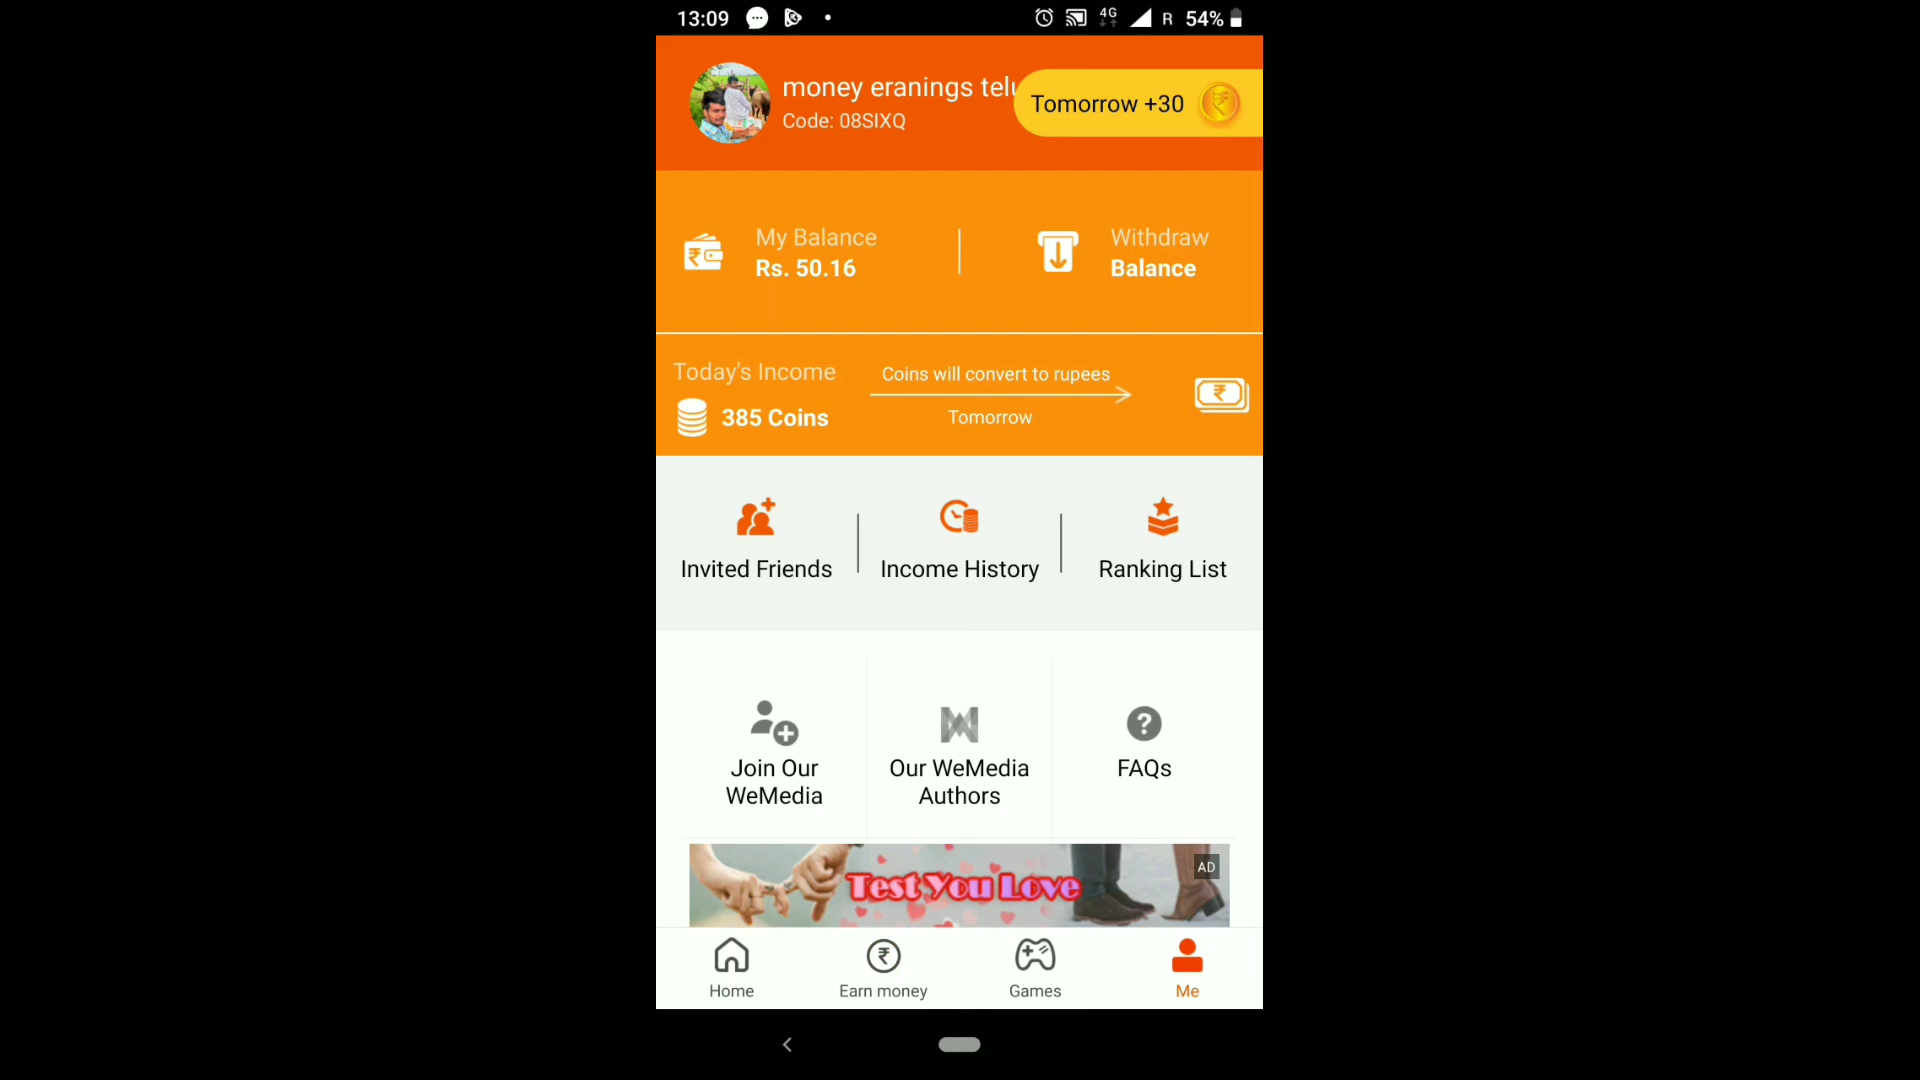 13:09
4G
R 54%
money eranings telu
Code: 08SIXQ
Tomorrow +30
My Balance
Rs. 50.16
Withdraw
Balance
Today's Income
385 Coins
Coins will convert to rupees
Tomorrow
Invited Friends
Income History
Ranking List
Join Our
WeMedia
Our WeMedia
Authors
FAQs
Test You Love
AD
Home
Earn money
Games
Me